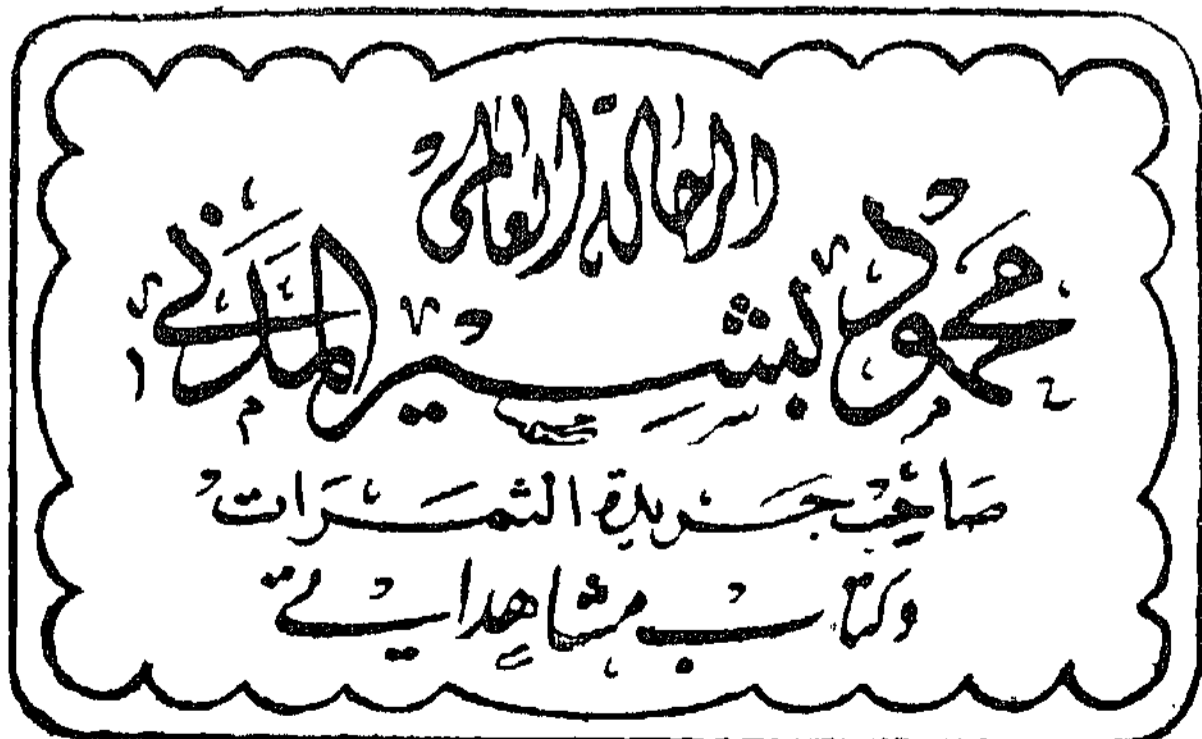 الرحالة العالمي
محمود بشير المدني
صاحب جريدة الثمرات
وكتاب مشاهداتي